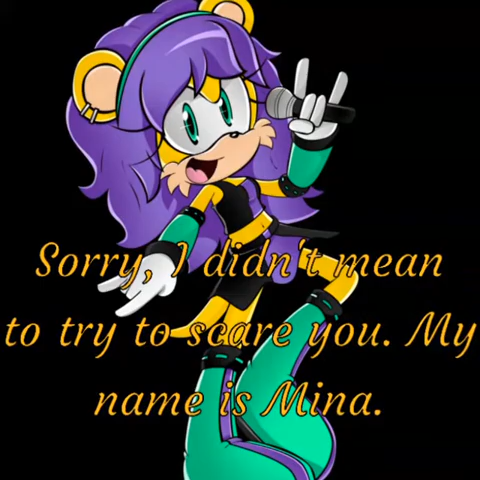 Sorry, I didn't mean
to try to scare you. My
name is Mina.